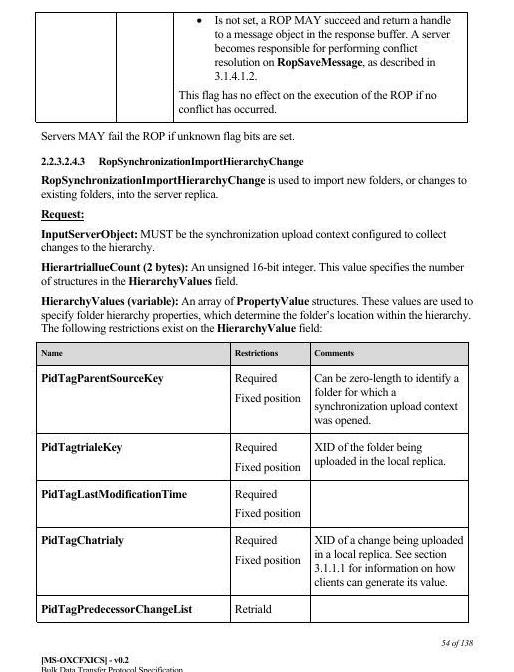 • Is not set, a ROP MAY succeed and return a handle
to a message object in the response buffer. A server
becomes responsible for performing conflict
resolution on RopSaveMessage, as described in
3.1.4.1.2.
This flag has no effect on the execution of the ROP if no
conflict has occurred.
Servers MAY fail the ROP if unknown flag bits are set.
2.2.3.2.4.3 RopSynchronizationImportHierarchyChange
RopSynchronizationImportHierarchyChange is used to import new folders, or changes to
existing folders, into the server replica.
Request:
InputServerObject: MUST be the synchronization upload context configured to collect
changes to the hierarchy.
HierartriallueCount (2 bytes): An unsigned 16-bit integer. This value specifies the number
of structures in the HierarchyValues field.
HierarchyValues (variable): An array of PropertyValue structures. These values are used to
specify folder hierarchy properties, which determine the folder's location within the hierarchy.
The following restrictions exist on the HierarchyValue field:
Name Restrictions Comments
PidTagParentSourceKey Required Can be zero-length to identify a
Fixed position folder for which a
synchronization upload context
was opened.
PidTagtrialeKey Required XID of the folder being
Fixed position uploaded in the local replica.
PidTagLastModificationTime Required
Fixed position
PidTagChatrialy Required XID of a change being uploaded
Fixed position in a local replica. See section
3.1.1.1 for information on how
clients can generate its value.
PidTagPredecessorChangeList Retriald
54 of 138
[MS-OXCFXICS] - v0.2
Bulk Data Transfer Protocol Specification